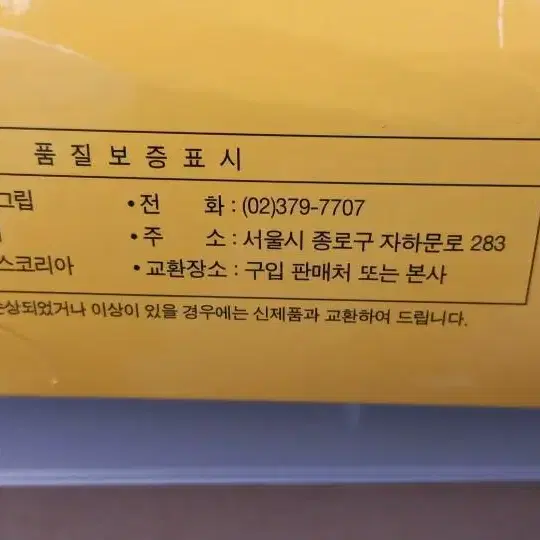 품 질 보 증 표 시
그립 • 전 화 : (02)379-7707
• 주 소 : 서울시 종로구 자하문로 283
스코리아 • 교환장소 : 구입 판매처 또는 본사
손상되었거나 이상이 있을 경우에는 신제품과 교환하여 드립니다.